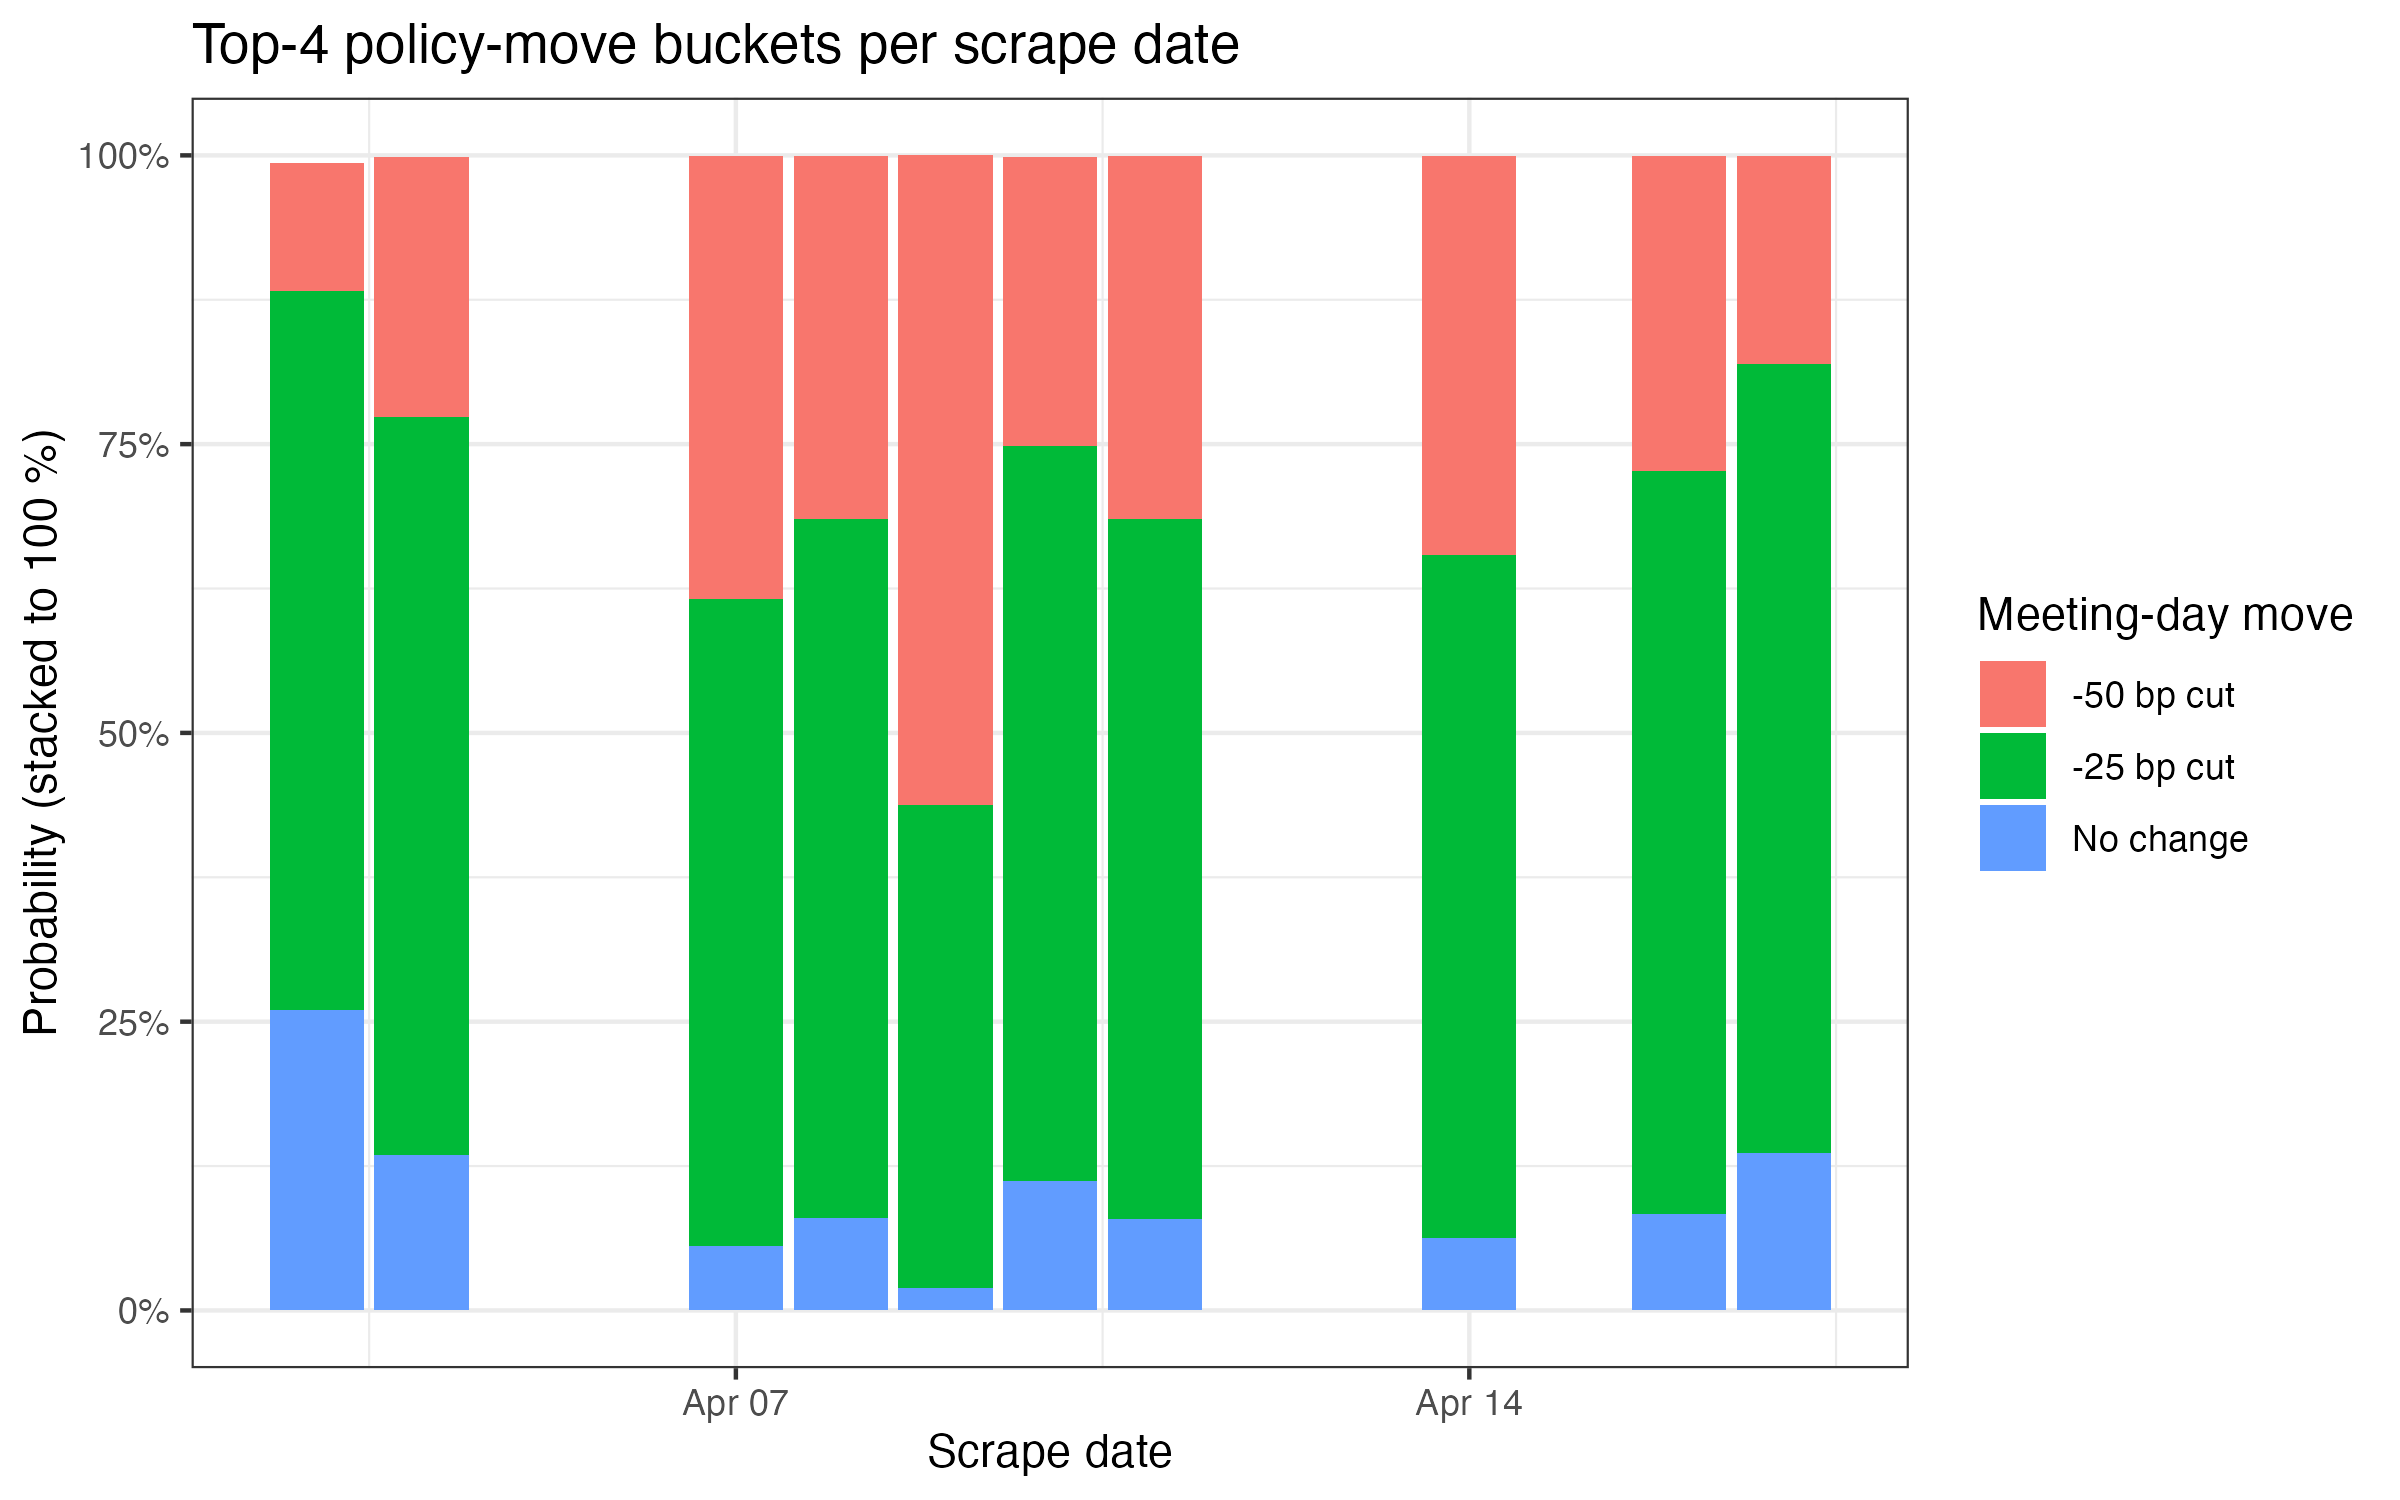 Top-4 policy-move buckets per scrape date
Probability (stacked to 100 %)
100%
75%
50%
25%
0%
Apr 07
Apr 14
Scrape date
Meeting-day move
-50 bp cut
-25 bp cut
No change